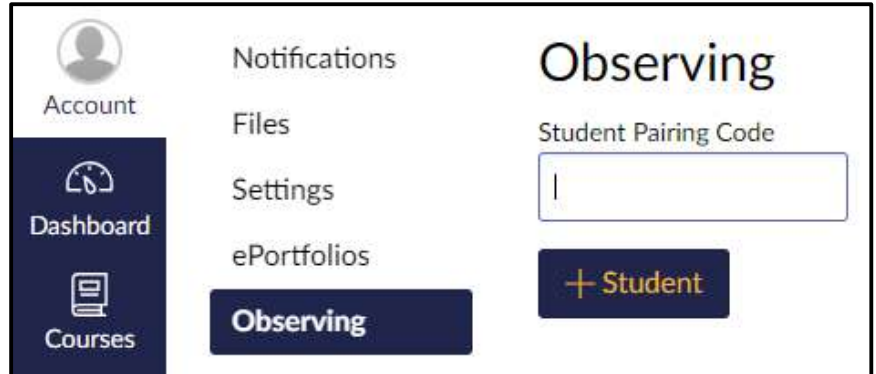 Account
Dashboard
Courses
Notifications
Files
Settings
ePortfolios
Observing
Observing
Student Pairing Code
+ Student